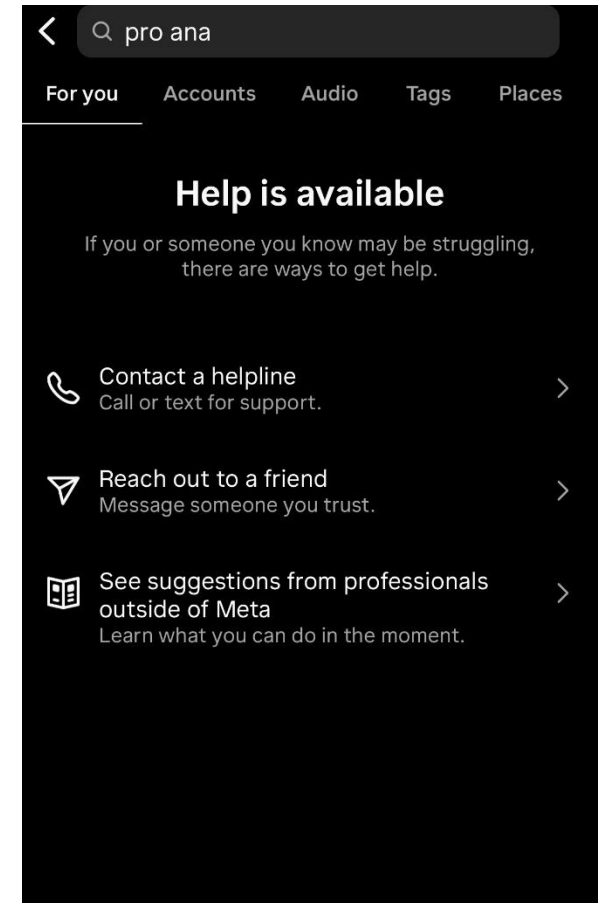 pro ana
For you Accounts Audio Tags Places
Help is available
If you or someone you know may be struggling,
there are ways to get help.
Contact a helpline
Call or text for support.
Reach out to a friend
Message someone you trust.
See suggestions from professionals
outside of Meta
Learn what you can do in the moment.